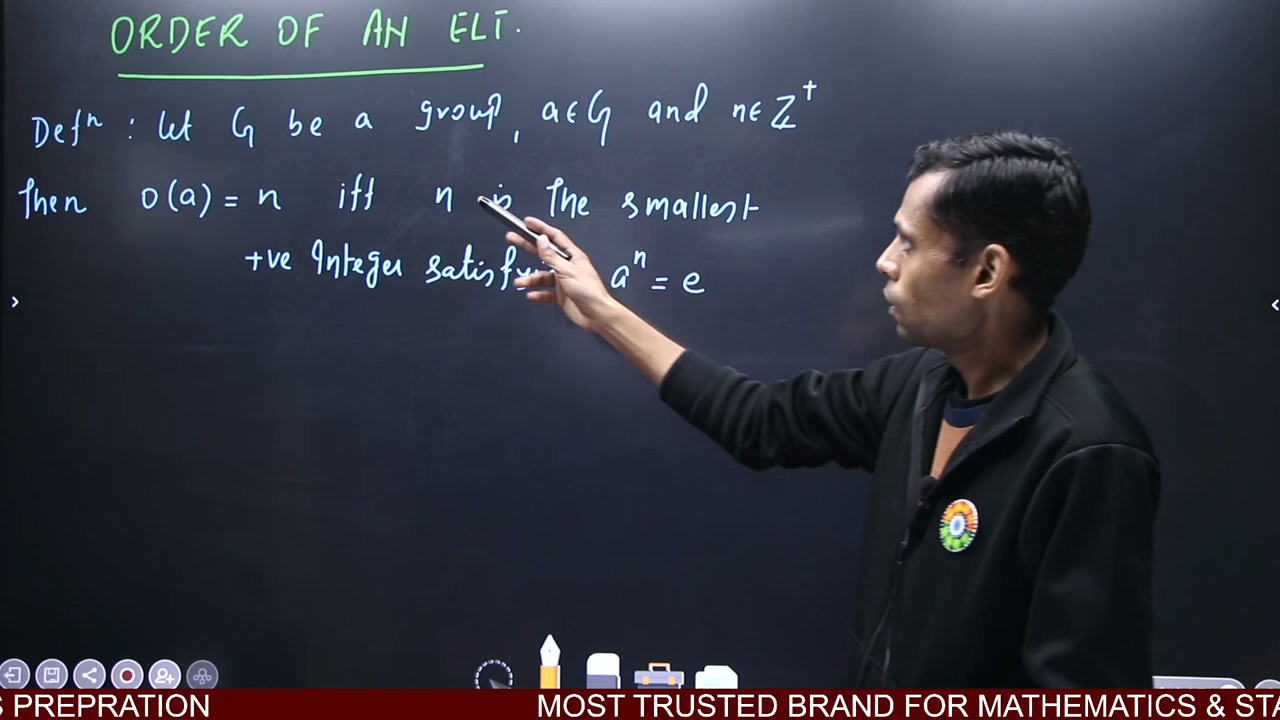 ORDER OF AN ELT.
Defⁿ : let G be a group, a∈G and n∈Z⁺
Then o(a) = n iff n is the smallest
+ve Integer aⁿ = e
S PREPRATION MOST TRUSTED BRAND FOR MATHEMATICS & STA